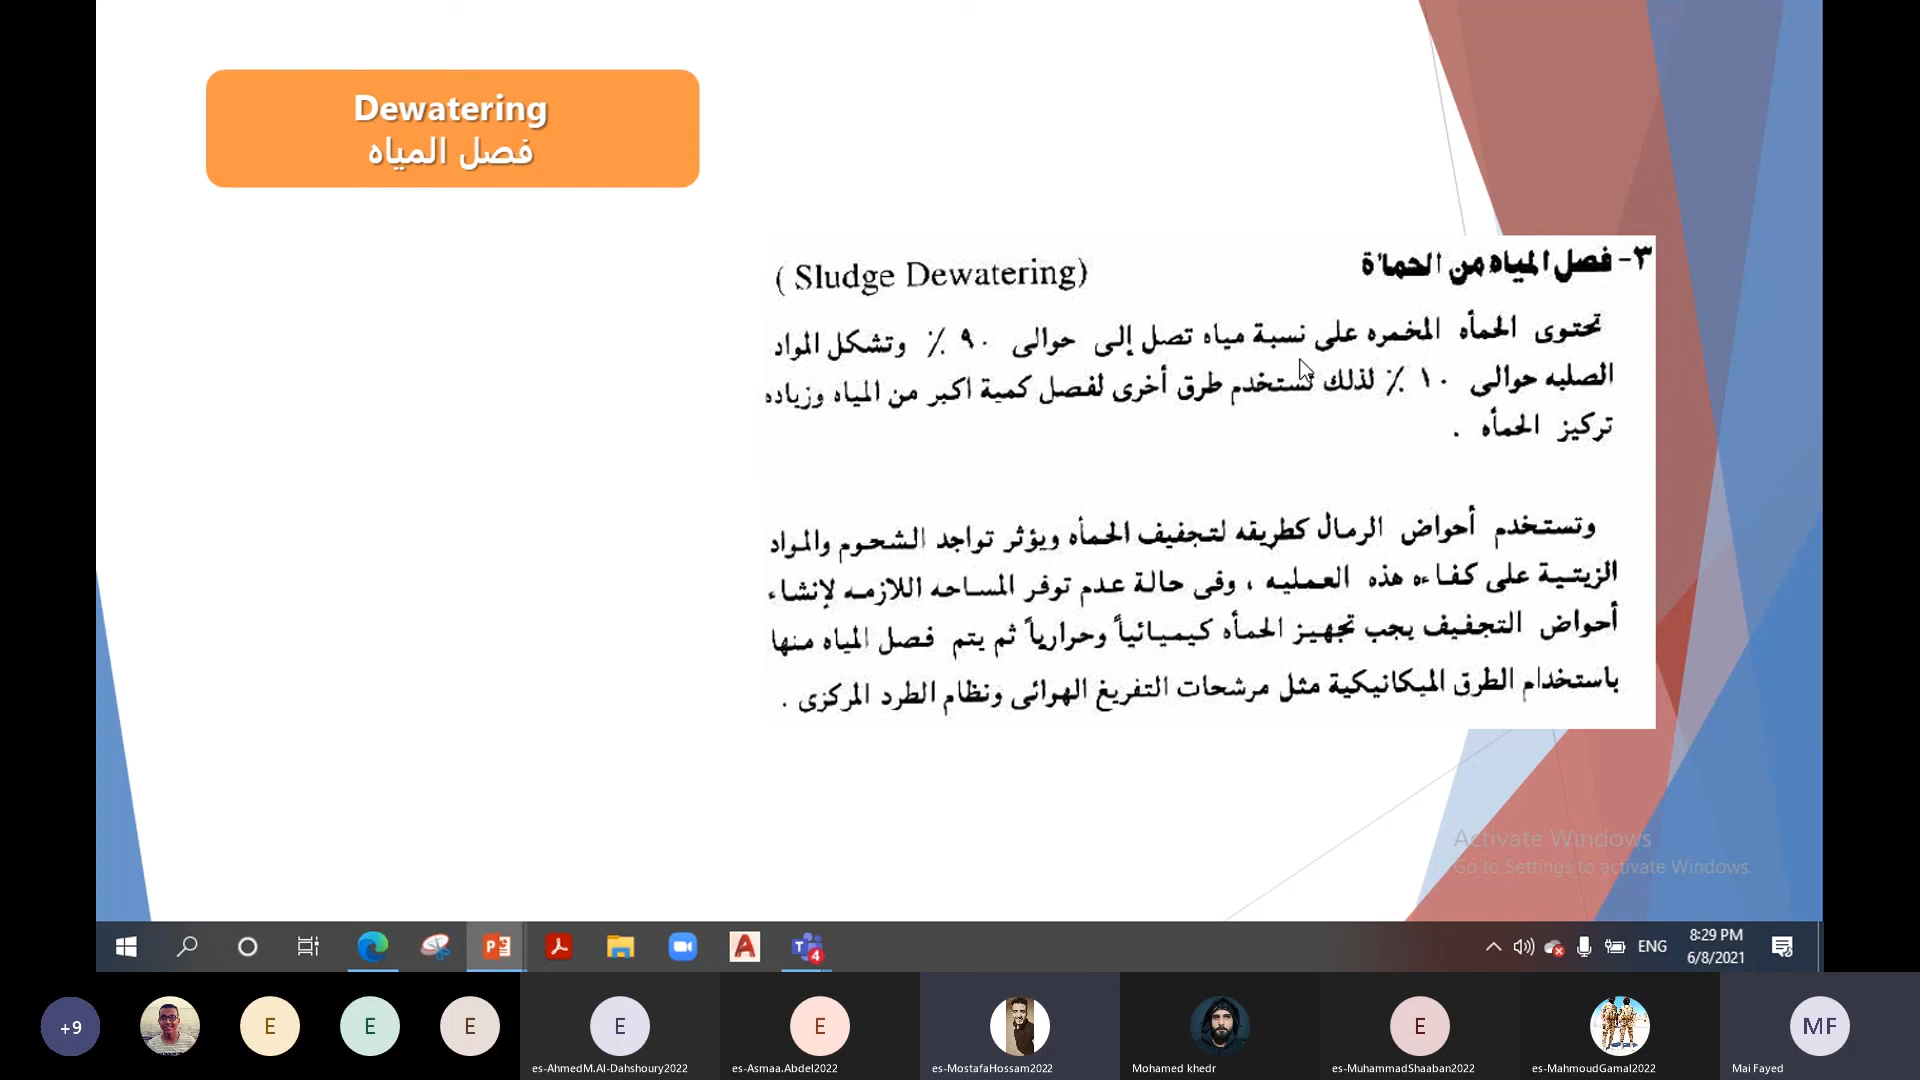 Dewatering
فصل المياه
٣- فصل المياه من الحمأة
( Sludge Dewatering)
تحتوى الحمأه المخمره على نسبة مياه تصل إلى حوالى ٩٠ ٪ وتشكل المواد
الصلبه حوالى ١٠ ٪ لذلك تستخدم طرق أخرى لفصل كمية اكبر من المياه وزياده
تركيز الحمأه .
وتستخدم أحواض الرمال كطريقه لتجفيف الحمأه ويؤثر تواجد الشحوم والمواد
الزيتية على كفاءه هذه العمليه ، وفى حالة عدم توفر المساحه اللازمه لإنشاء
أحواض التجفيف يجب تجهيز الحمأه كيميائياً وحرارياً ثم يتم فصل المياه منها
باستخدام الطرق الميكانيكية مثل مرشحات التفريغ الهوائى ونظام الطرد المركزى .
Activate Windows
Go to Settings to activate Windows.
4
ENG
8:29 PM
6/8/2021
+9
E
E
E
E
E
E
MF
es-AhmedM.Al-Dahshoury2022
es-Asmaa.Abdel2022
es-MostafaHossam2022
Mohamed khedr
es-MuhammadShaaban2022
es-MahmoudGamal2022
Mai Fayed